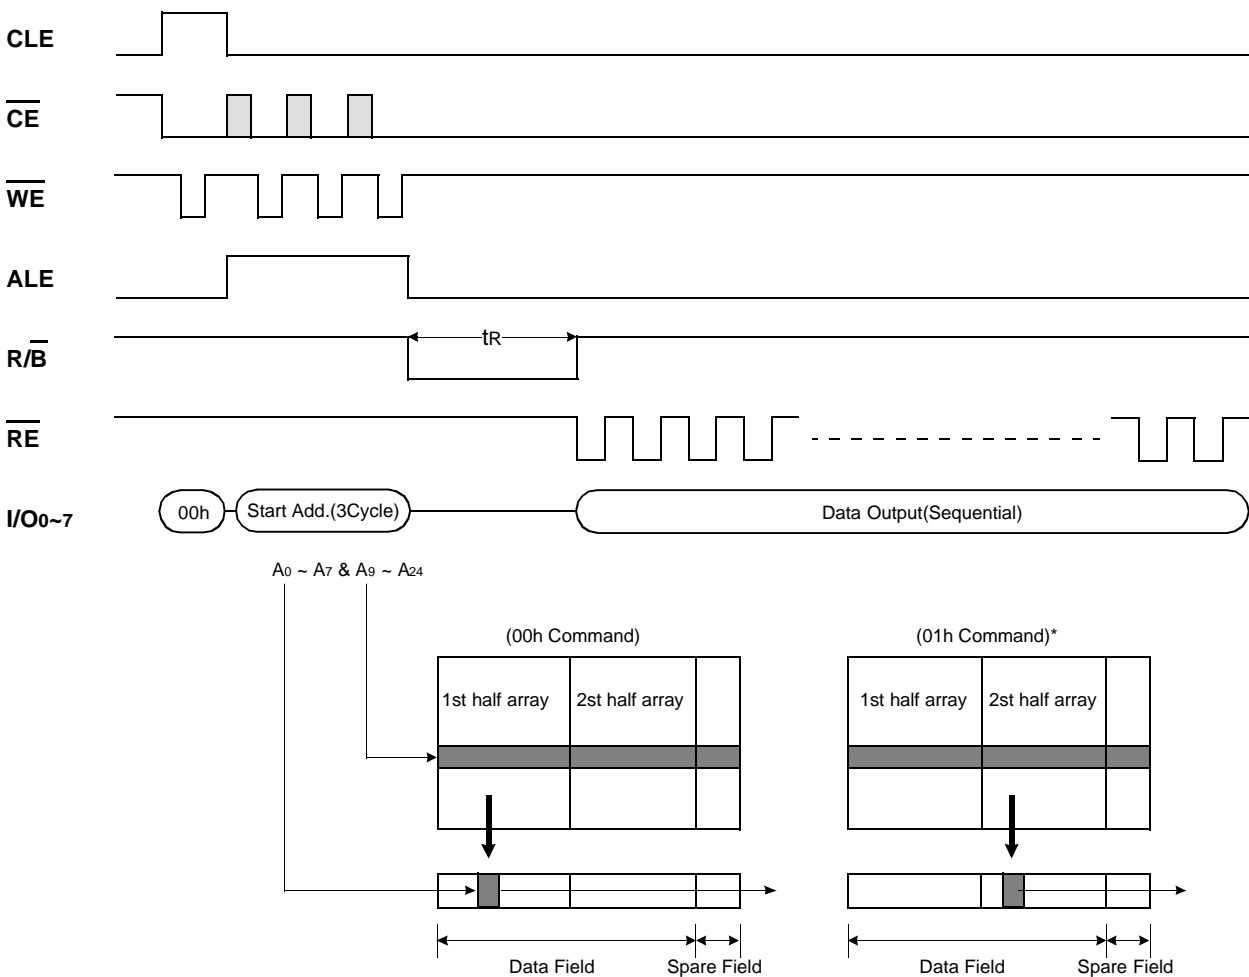 CLE
CE
WE
ALE
R/B
tR
RE
I/O0~7
00h
Start Add.(3Cycle)
Data Output(Sequential)
A0 ~ A7 & A9 ~ A24
(00h Command)
(01h Command)*
1st half array
2st half array
1st half array
2st half array
Data Field
Spare Field
Data Field
Spare Field